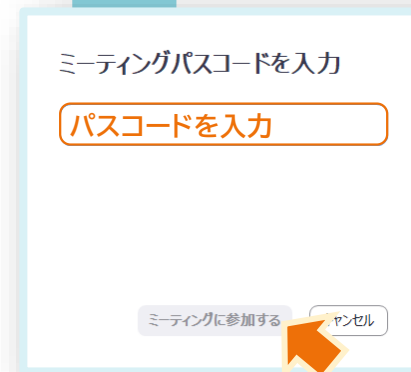 ミーティングパスコードを入力
パスコードを入力
ミーティングに参加する
キャンセル